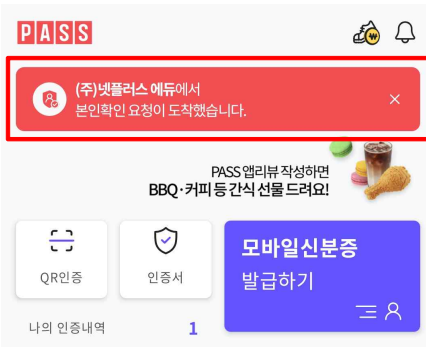 PASS
(주)넷플러스 에듀에서
본인확인 요청이 도착했습니다.
PASS 앱리뷰 작성하면
BBQ·커피 등 간식 선물 드려요!
QR인증
인증서
모바일신분증
발급하기
나의 인증내역
1